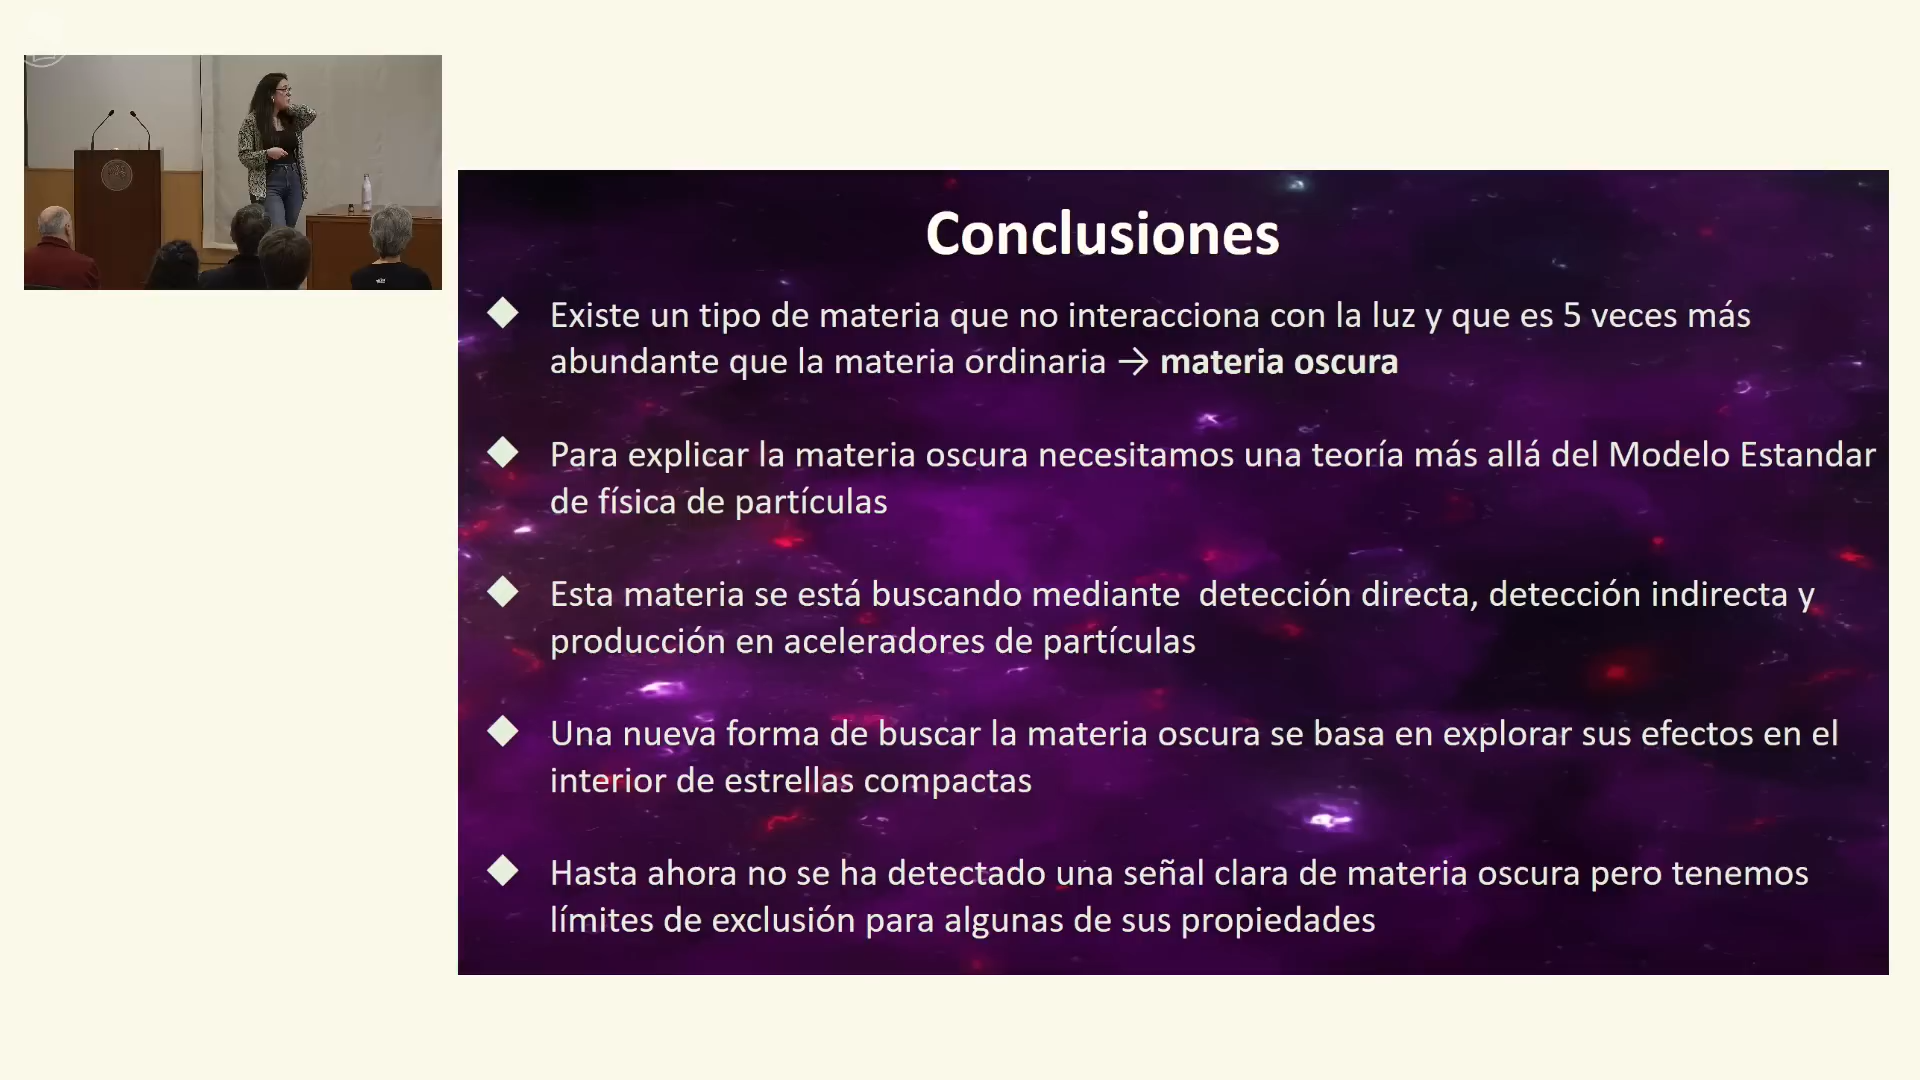 Conclusiones
Existe un tipo de materia que no interacciona con la luz y que es 5 veces más
abundante que la materia ordinaria → materia oscura
Para explicar la materia oscura necesitamos una teoría más allá del Modelo Estandar
de física de partículas
Esta materia se está buscando mediante  detección directa, detección indirecta y
producción en aceleradores de partículas
Una nueva forma de buscar la materia oscura se basa en explorar sus efectos en el
interior de estrellas compactas
Hasta ahora no se ha detectado una señal clara de materia oscura pero tenemos
límites de exclusión para algunas de sus propiedades